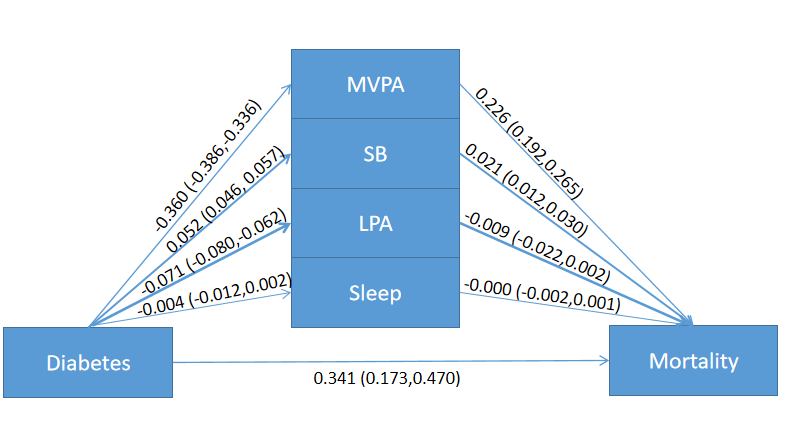 MVPA
SB
LPA
Sleep
Diabetes
Mortality
-0.360 (-0.386,-0.336)
0.052 (0.046, 0.057)
-0.071 (-0.080,-0.062)
-0.004 (-0.012,0.002)
0.226 (0.192,0.265)
0.021 (0.012,0.030)
-0.009 (-0.022,0.002)
-0.000 (-0.002,0.001)
0.341 (0.173,0.470)